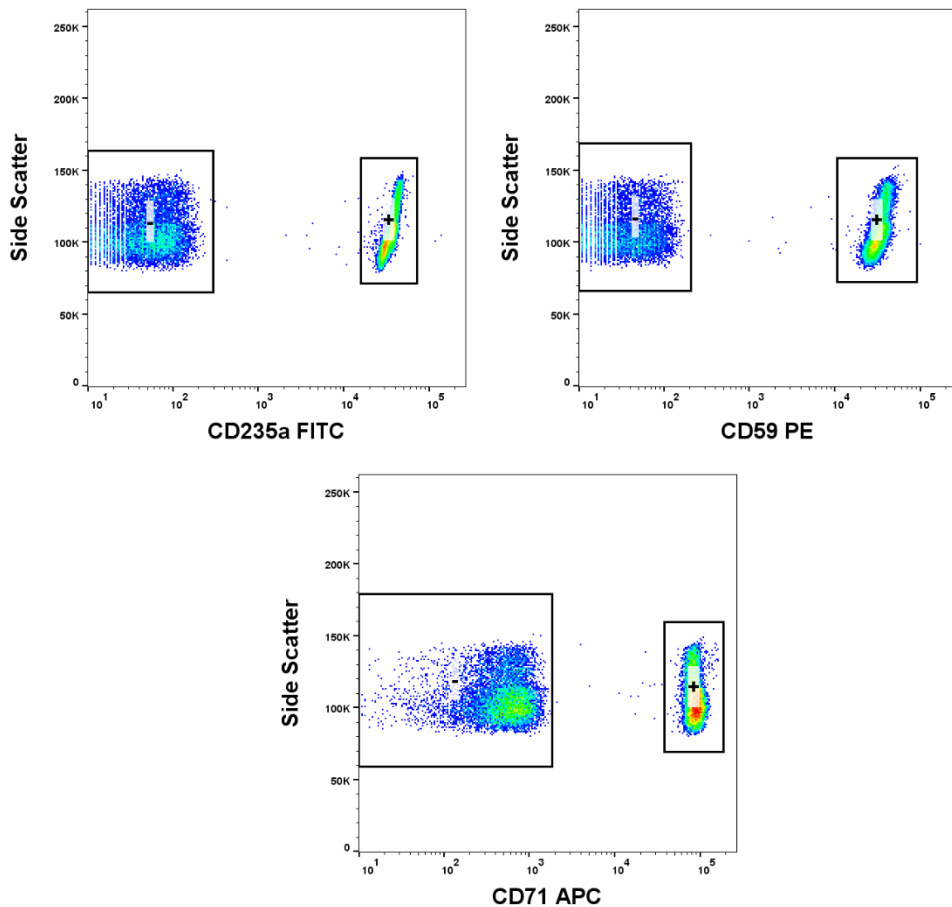 250K
200K
150K
100K
50K
0
Side Scatter
-
+
10^1 10^2 10^3 10^4 10^5
CD235a FITC
250K
200K
150K
100K
50K
0
Side Scatter
-
+
10^1 10^2 10^3 10^4 10^5
CD59 PE
250K
200K
150K
100K
50K
0
Side Scatter
-
+
10^1 10^2 10^3 10^4 10^5
CD71 APC